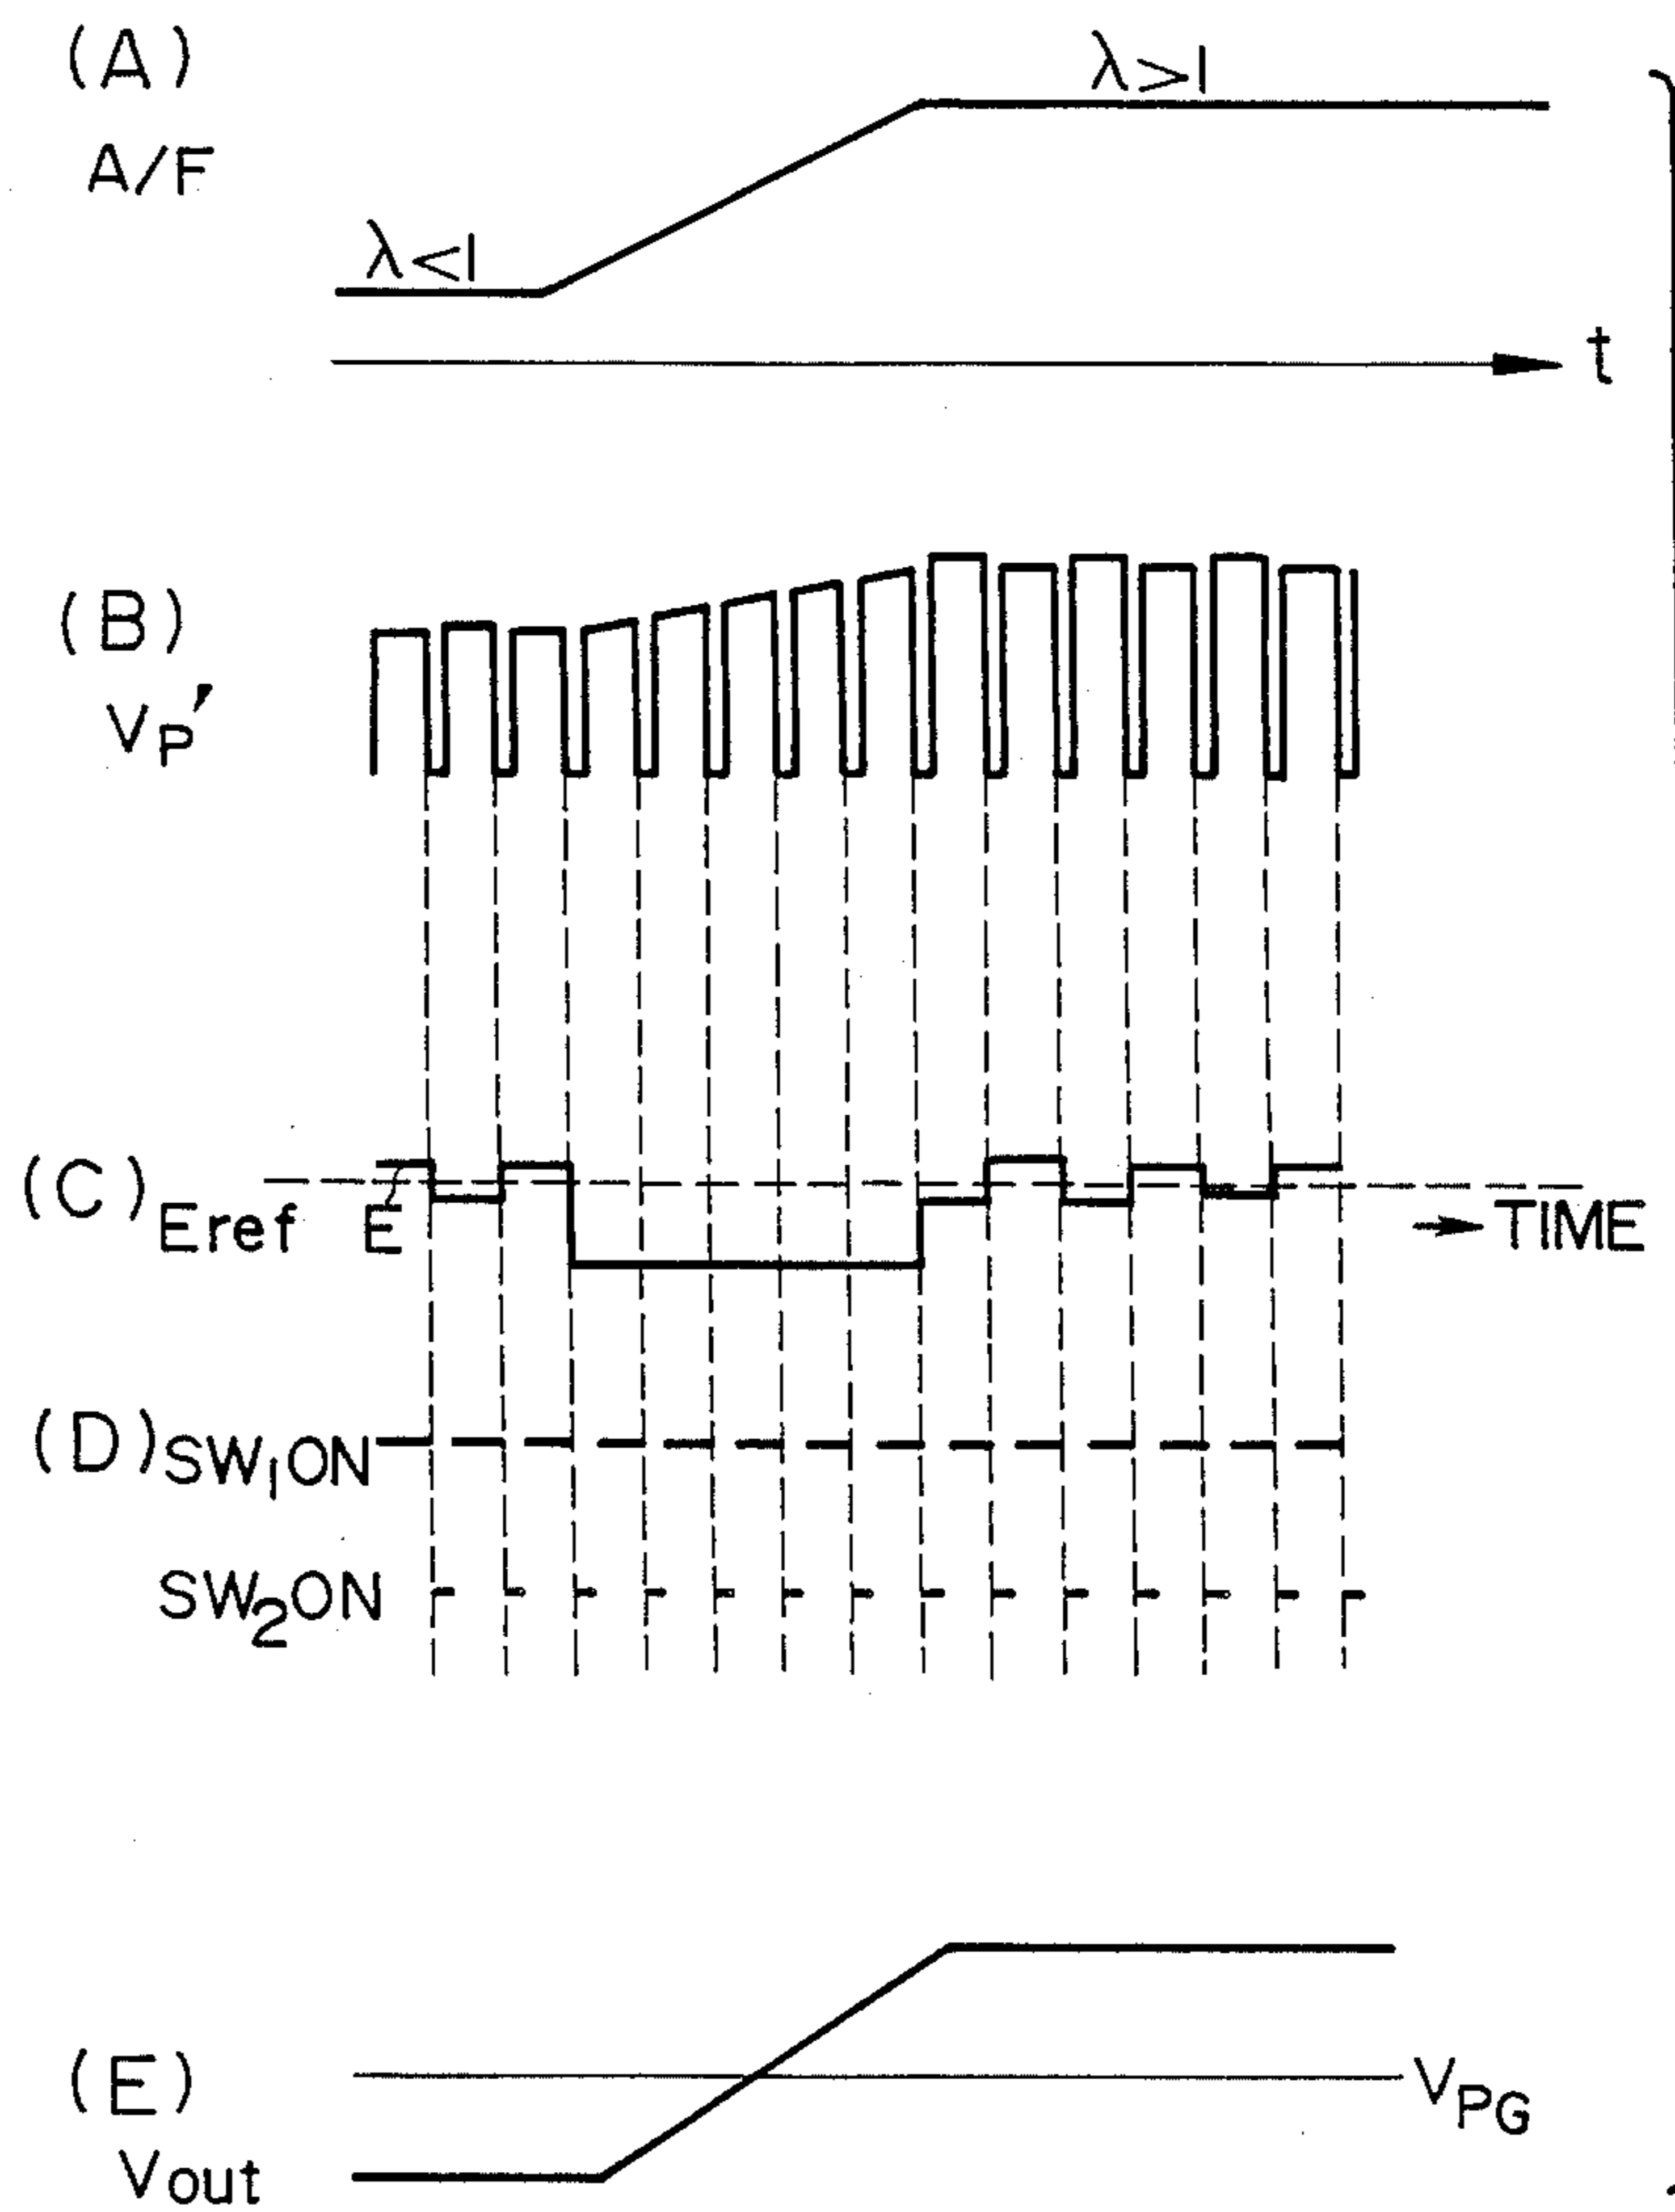 (A)
A/F
λ<1
λ>1
t
(B)
VP'
(C) Eref E
TIME
(D) SW1ON
SW2ON
(E)
Vout
VPG